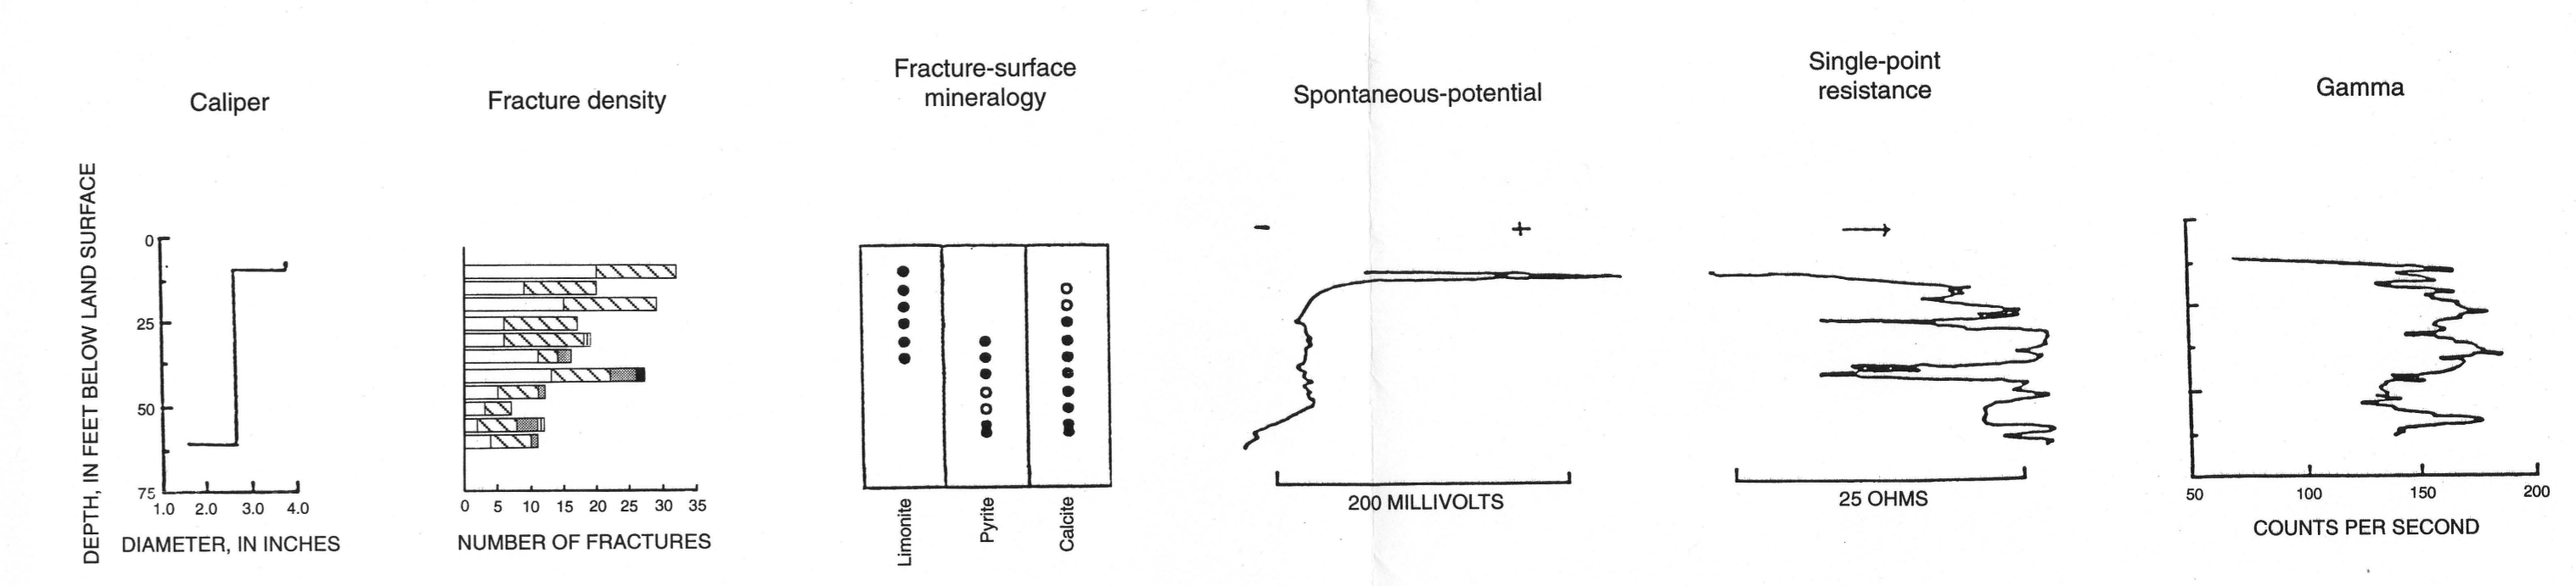 Caliper
Fracture density
Fracture-surface
mineralogy
Spontaneous-potential
Single-point
resistance
Gamma
DEPTH, IN FEET BELOW LAND SURFACE
0
25
50
75
1.0 2.0 3.0 4.0
DIAMETER, IN INCHES
0 5 10 15 20 25 30 35
NUMBER OF FRACTURES
Limonite
Pyrite
Calcite
- +
200 MILLIVOLTS
25 OHMS
50 100 150 200
COUNTS PER SECOND